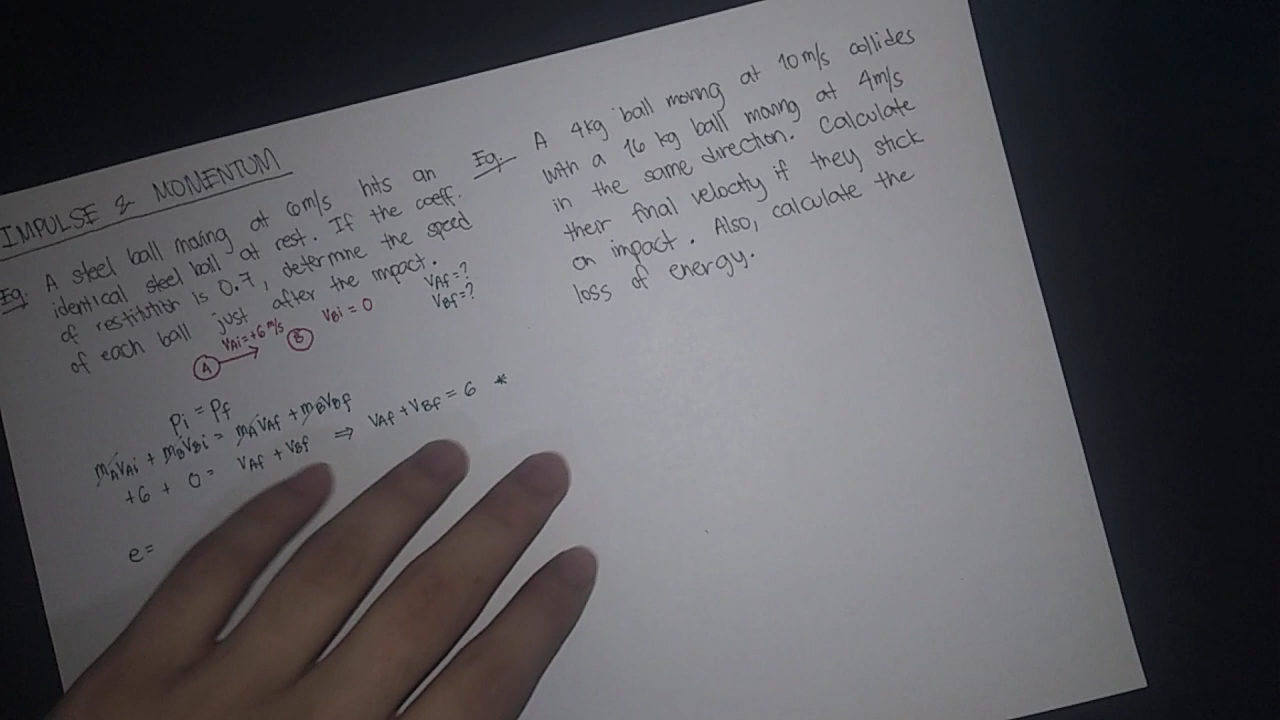 IMPULSE & MOMENTUM
Eg. A steel ball moving at 6m/s hits an
identical steel ball at rest. If the coeff.
of restitution is 0.7, determine the speed
of each ball just after the impact.
vAi=+6 m/s
vBi = 0
vAf=?
vBf=?
A
B
Pi = Pf
mAvAi + mBvBi = mAvAf + mBvBf
+6 + 0 = vAf + vBf ⇒ vAf + vBf = 6 *
e=
Eg. A 4kg ball moving at 10m/s collides
with a 16 kg ball moving at 4m/s
in the same direction. Calculate
their final velocity if they stick
on impact. Also, calculate the
loss of energy.